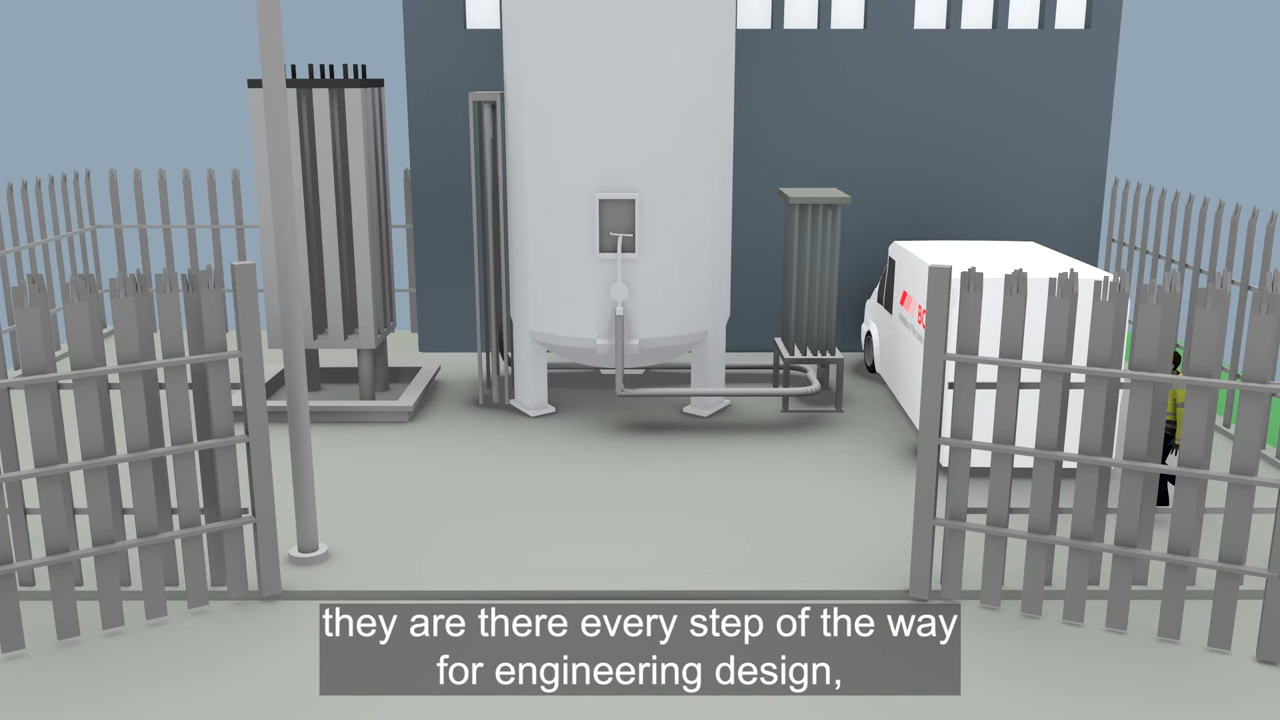 they are there every step of the way
for engineering design,